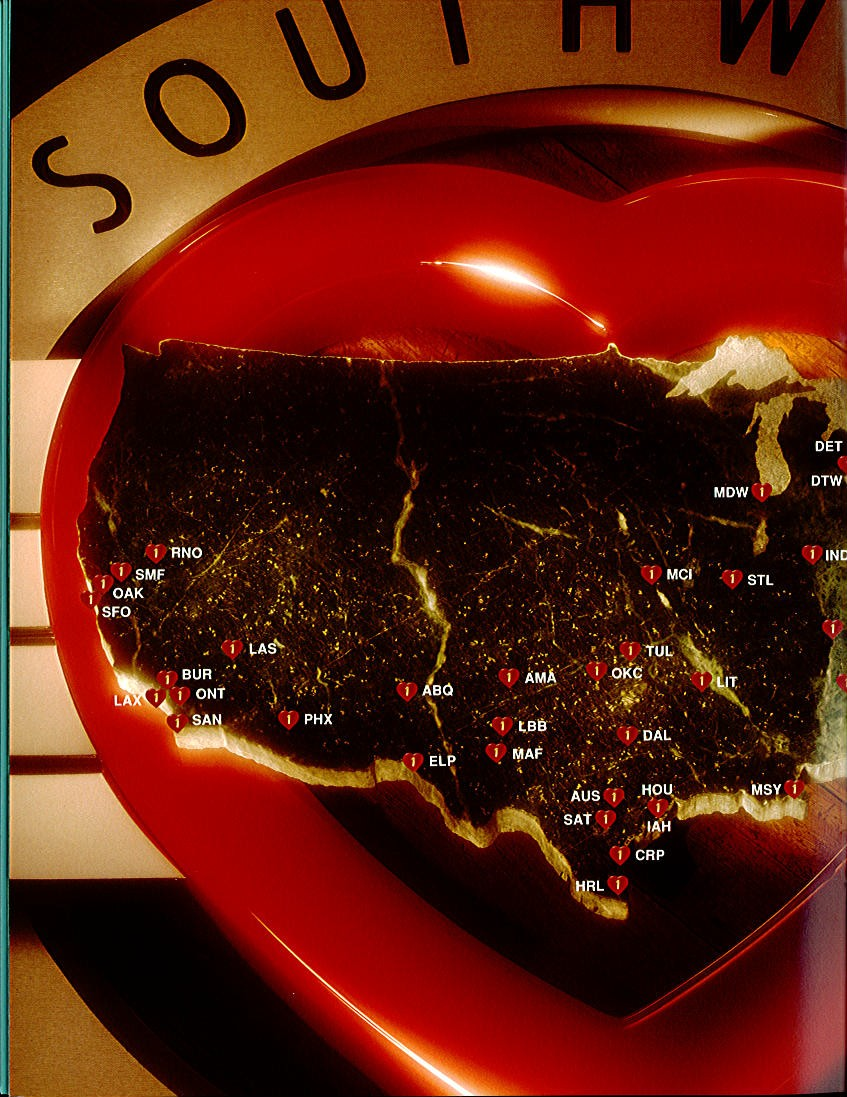 SOUTHW
DET
DTW
MDW
RNO
IND
SMF
MCI
STL
OAK
SFO
LAS
TUL
BUR
OKC
AMA
LIT
ONT
ABQ
LAX
SAN
PHX
LBB
DAL
MAF
ELP
HOU
MSY
AUS
SAT
IAH
CRP
HRL